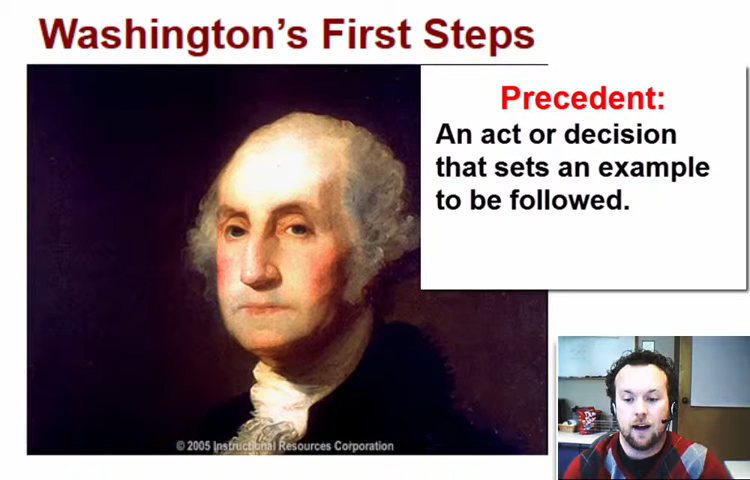 Washington's First Steps
Precedent:
An act or decision
that sets an example
to be followed.
© 2005 Instructional Resources Corporation